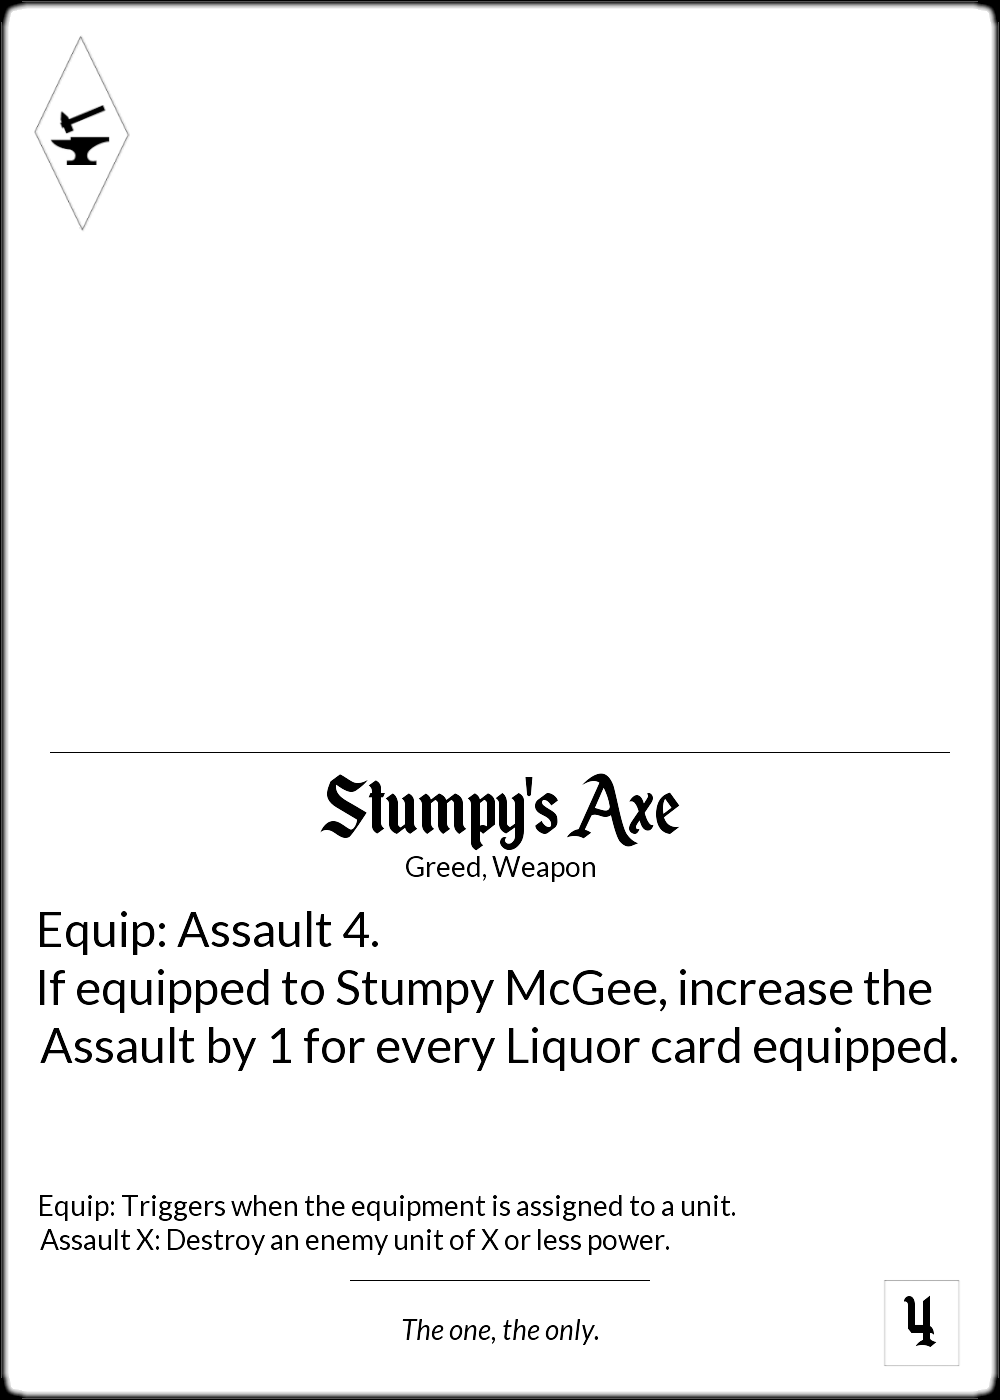 Stumpy's Axe
Greed, Weapon
Equip: Assault 4.
If equipped to Stumpy McGee, increase the
Assault by 1 for every Liquor card equipped.
Equip: Triggers when the equipment is assigned to a unit.
Assault X: Destroy an enemy unit of X or less power.
The one, the only.
4